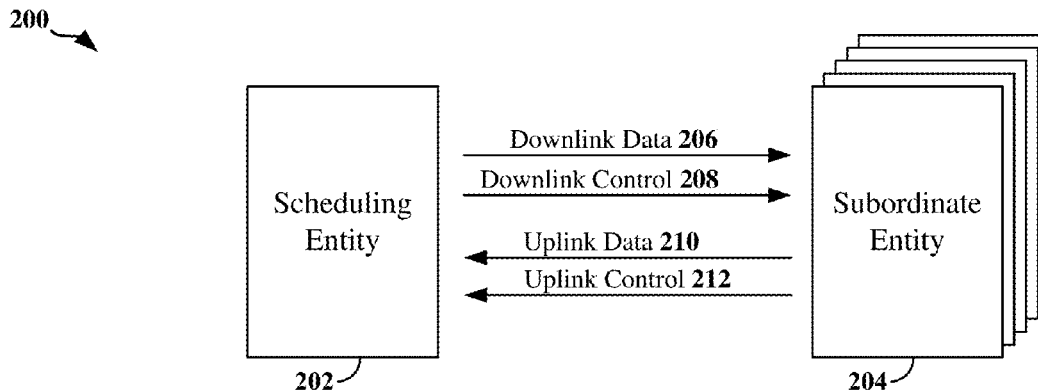 200
Downlink Data 206
Downlink Control 208
Scheduling
Entity
Subordinate
Entity
Uplink Data 210
Uplink Control 212
202
204